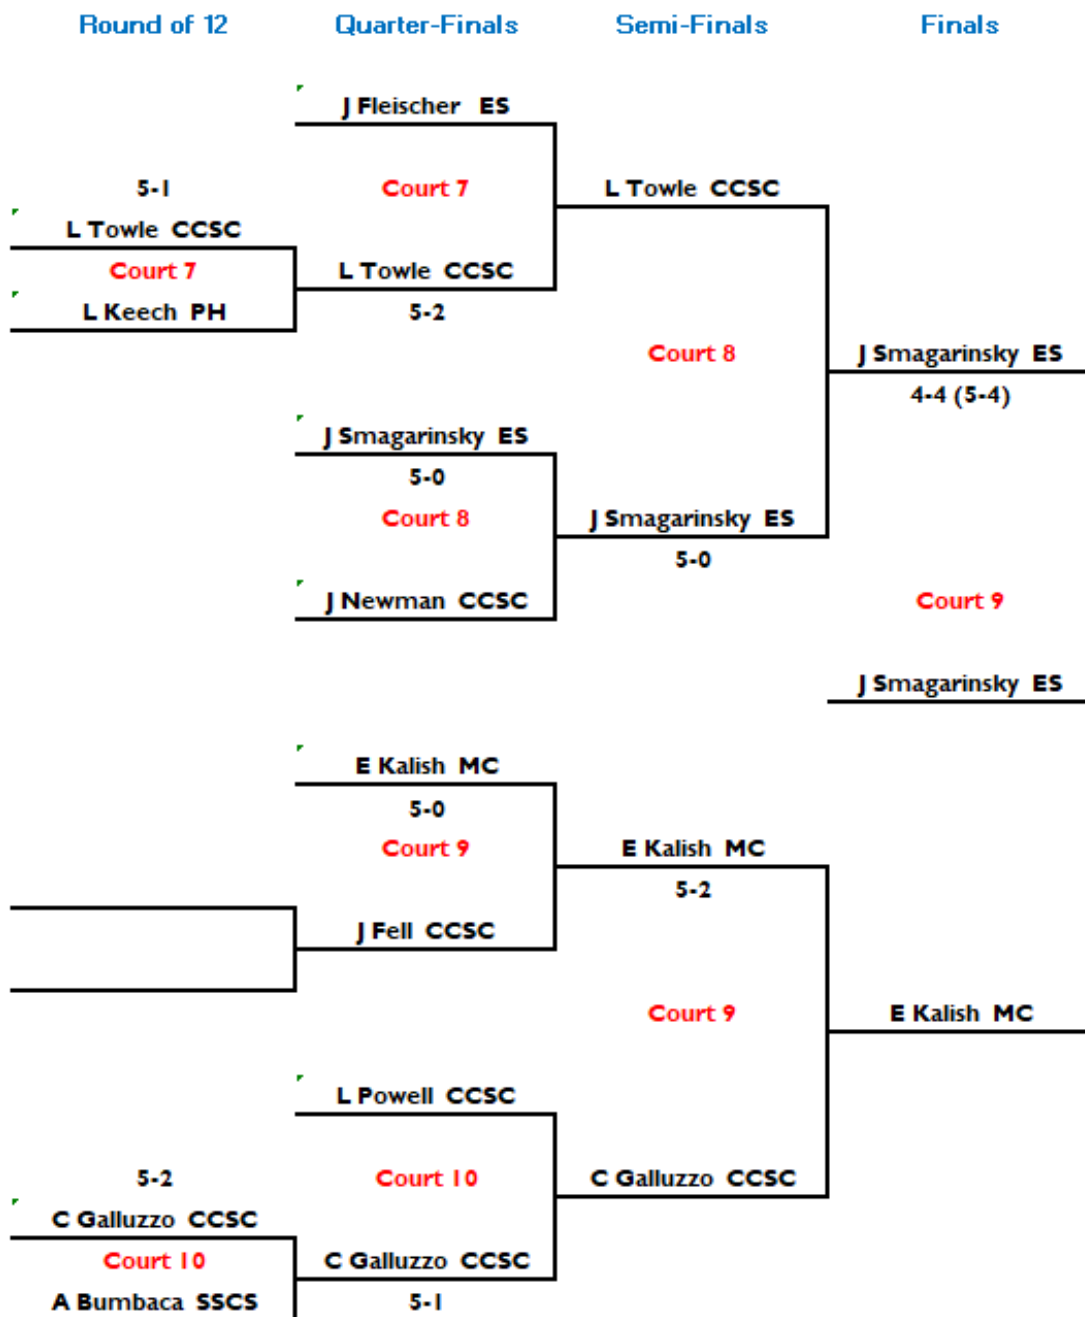 Round of 12 Quarter-Finals Semi-Finals Finals
J Fleischer ES
5-1 Court 7 L Towle CCSC
L Towle CCSC
Court 7 L Towle CCSC
L Keech PH 5-2
Court 8 J Smagarinsky ES
4-4 (5-4)
J Smagarinsky ES
5-0
Court 8 J Smagarinsky ES
5-0
J Newman CCSC Court 9
J Smagarinsky ES
E Kalish MC
5-0
Court 9 E Kalish MC
5-2
J Fell CCSC
Court 9 E Kalish MC
L Powell CCSC
5-2 Court 10 C Galluzzo CCSC
C Galluzzo CCSC
Court 10 C Galluzzo CCSC
A Bumbaca SSCS 5-1